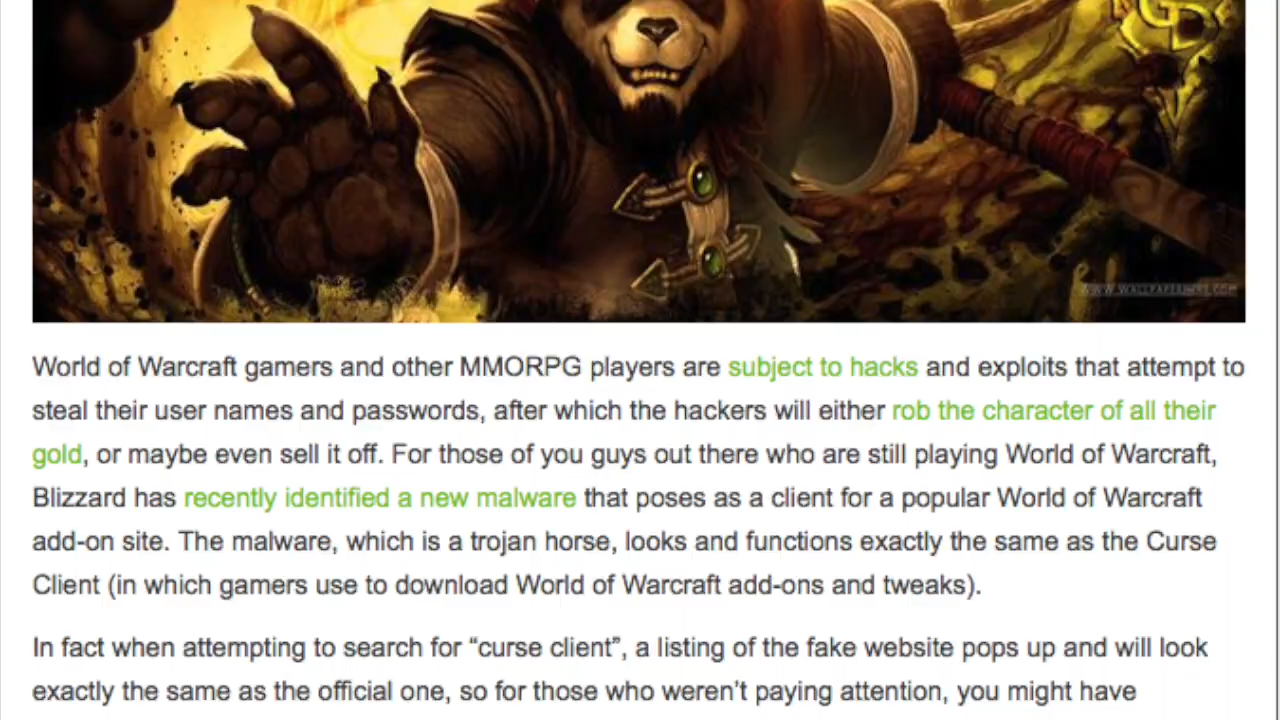 WWW.WALLPAPERHERE.COM
World of Warcraft gamers and other MMORPG players are subject to hacks and exploits that attempt to
steal their user names and passwords, after which the hackers will either rob the character of all their
gold, or maybe even sell it off. For those of you guys out there who are still playing World of Warcraft,
Blizzard has recently identified a new malware that poses as a client for a popular World of Warcraft
add-on site. The malware, which is a trojan horse, looks and functions exactly the same as the Curse
Client (in which gamers use to download World of Warcraft add-ons and tweaks).
In fact when attempting to search for “curse client”, a listing of the fake website pops up and will look
exactly the same as the official one, so for those who weren’t paying attention, you might have